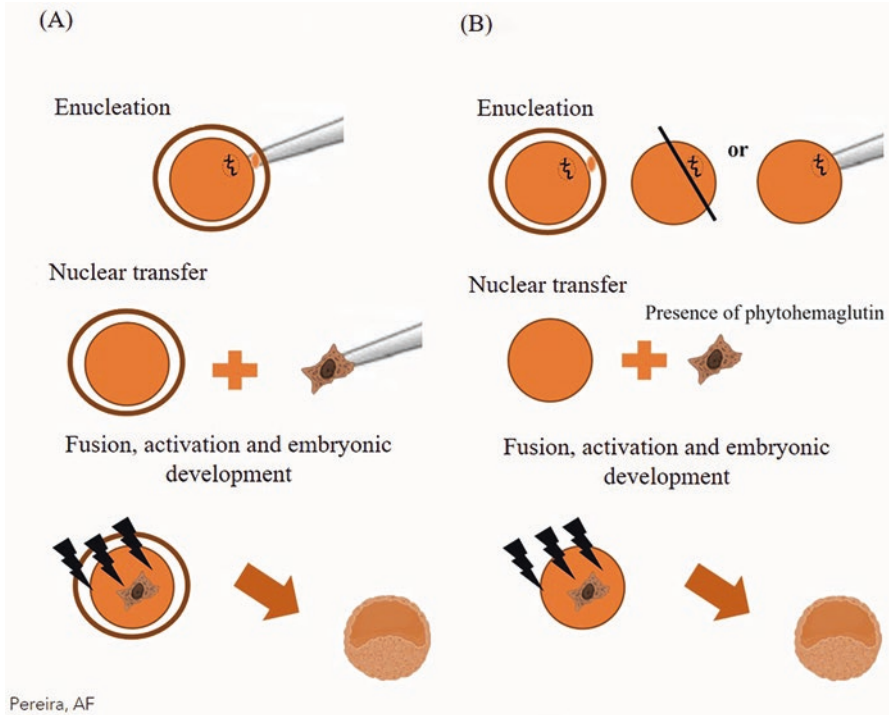 (A)
Enucleation
Nuclear transfer
Fusion, activation and embryonic
development
(B)
Enucleation
or
Nuclear transfer
Presence of phytohemaglutin
Fusion, activation and embryonic
development
Pereira, AF